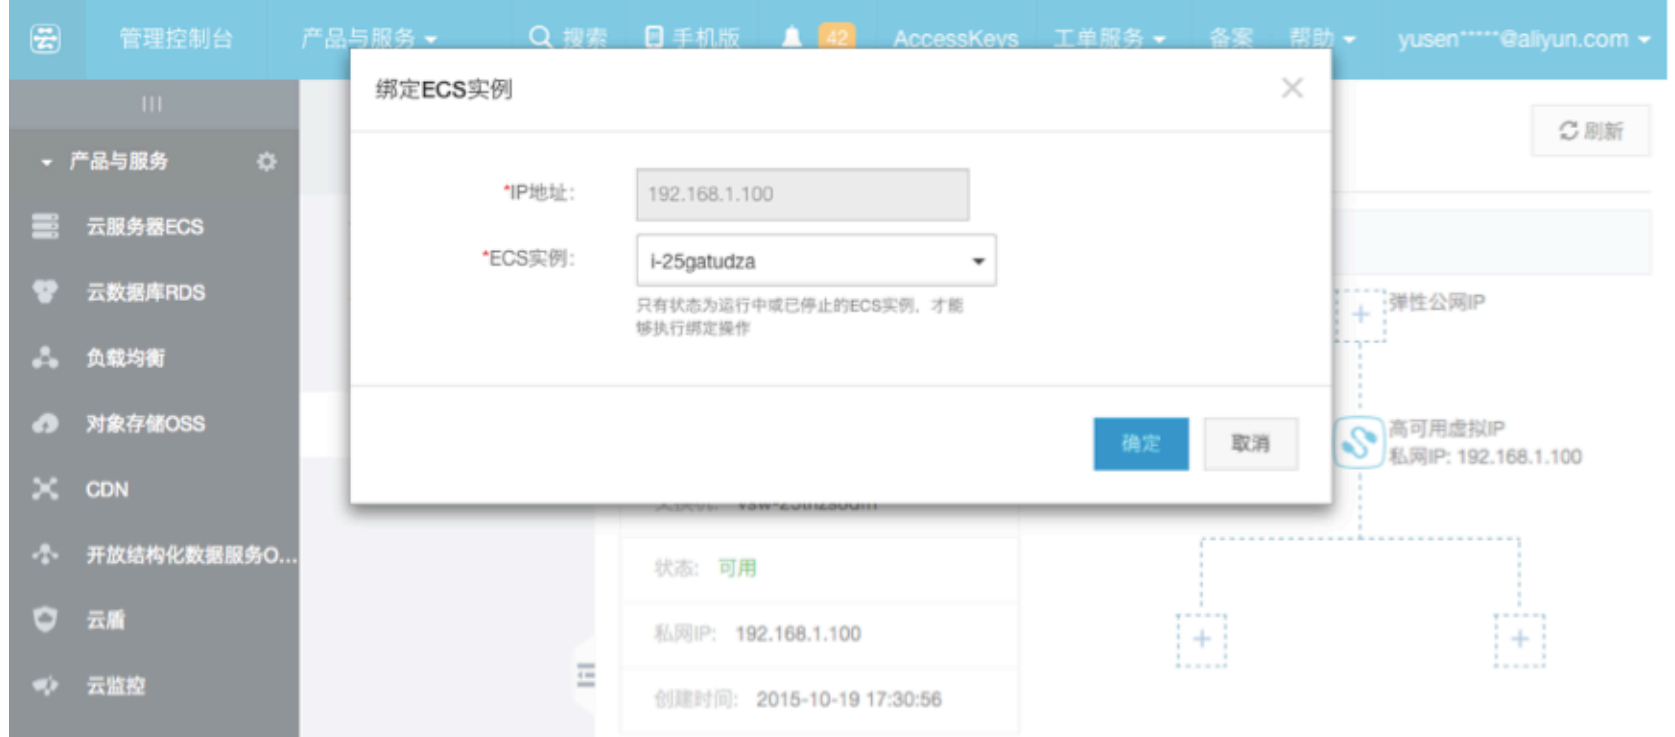 管理控制台 产品与服务 搜索 手机版 42 AccessKeys 工单服务 备案 帮助 yusen*****@aliyun.com
绑定ECS实例
刷新
产品与服务
*IP地址: 192.168.1.100
云服务器ECS
*ECS实例: i-25gatudza
只有状态为运行中或已停止的ECS实例，才能
够执行绑定操作
云数据库RDS
弹性公网IP
负载均衡
对象存储OSS
确定 取消
高可用虚拟IP
私网IP: 192.168.1.100
CDN
开放结构化数据服务O...
状态: 可用
云盾
私网IP: 192.168.1.100
云监控
创建时间: 2015-10-19 17:30:56